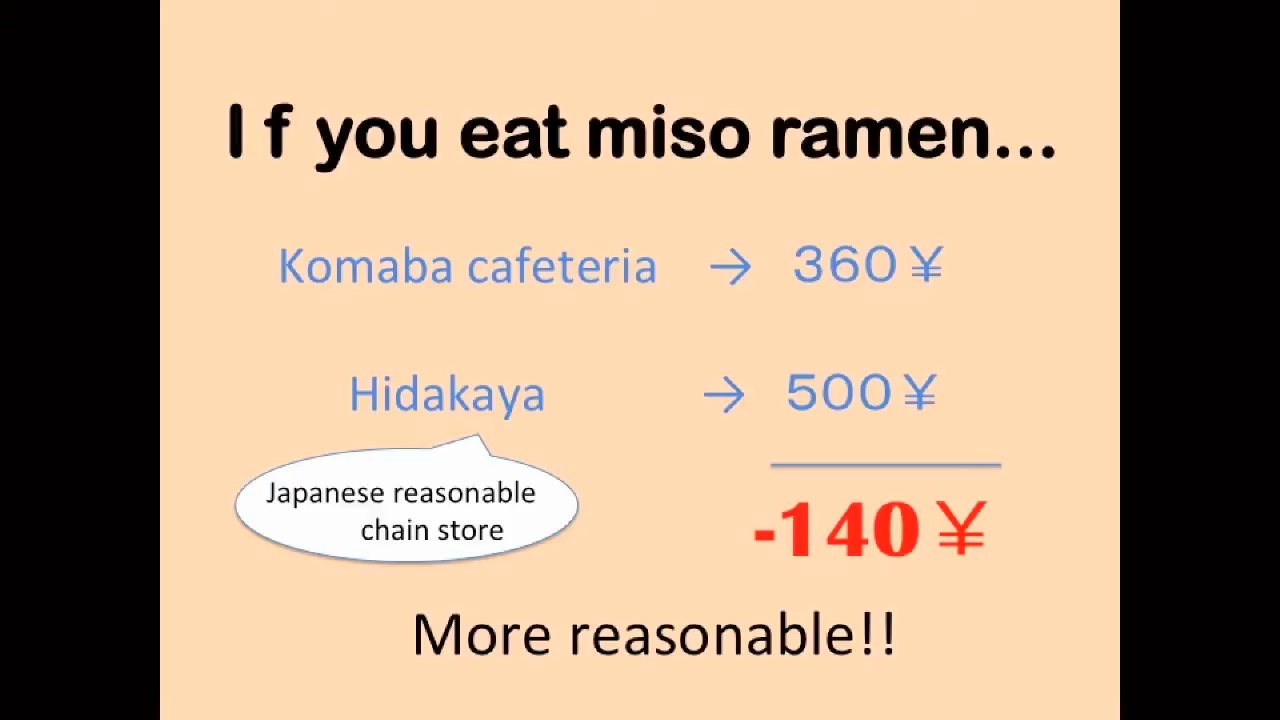 I f you eat miso ramen...
Komaba cafeteria → 360¥
Hidakaya → 500¥
Japanese reasonable
chain store
-140¥
More reasonable!!